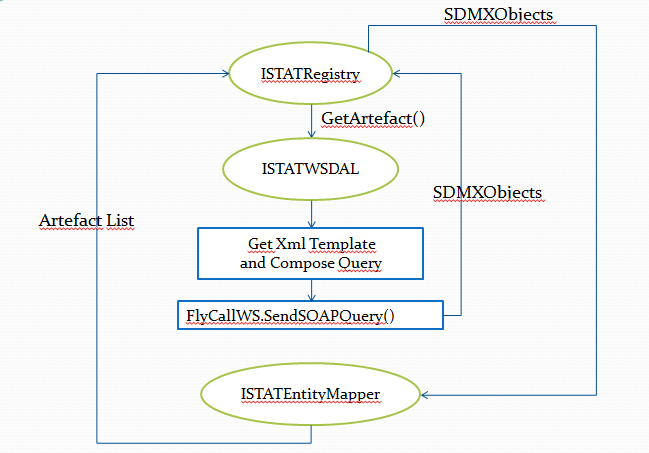 SDMXObjects
ISTATRegistry
GetArtefact()
ISTATWSDAL
SDMXObjects
Artefact List
Get Xml Template
and Compose Query
FlyCallWS.SendSOAPQuery()
ISTATEntityMapper